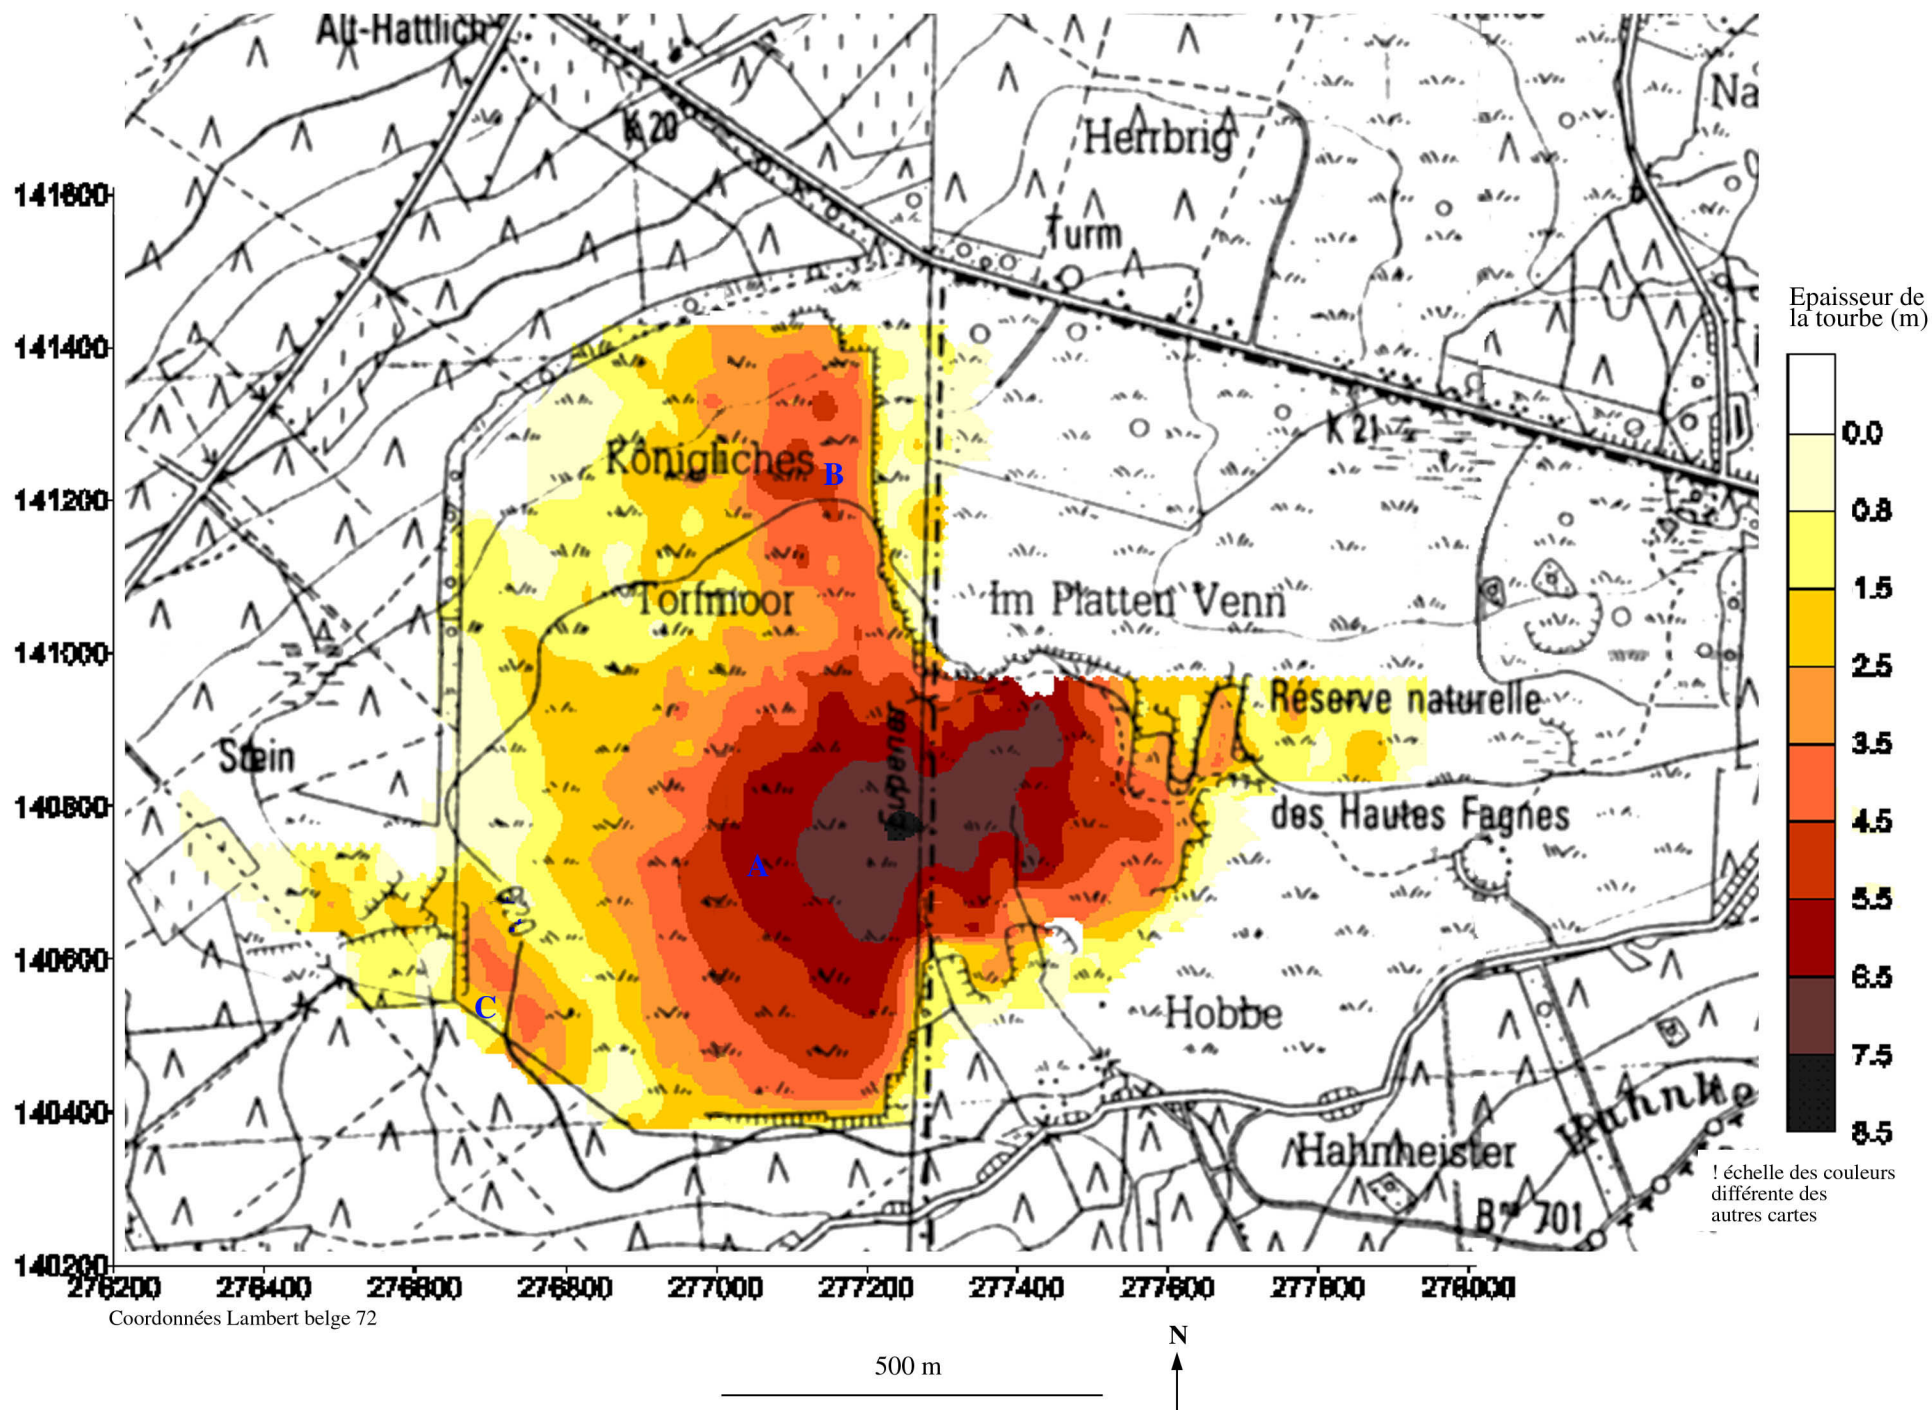 Alt-Hattlich
K 20
Herrbrig
Na
Turm
141600
Epaisseur de
la tourbe (m)
141400
K 21
0.0
Königliches
B
141200
0.8
1.5
Torfmoor
Im Platten Venn
141000
2.5
Réserve naturelle
Eupener
3.5
Stein
140800
des Hautes Fagnes
4.5
A
5.5
140600
6.5
C
Hobbe
7.5
140400
Hahnheister
8.5
! échelle des couleurs
différente des
autres cartes
Bⁿᵉ 701
140200
276200 276400 276600 276800 277000 277200 277400 277600 277800 278000
Coordonnées Lambert belge 72
N
500 m